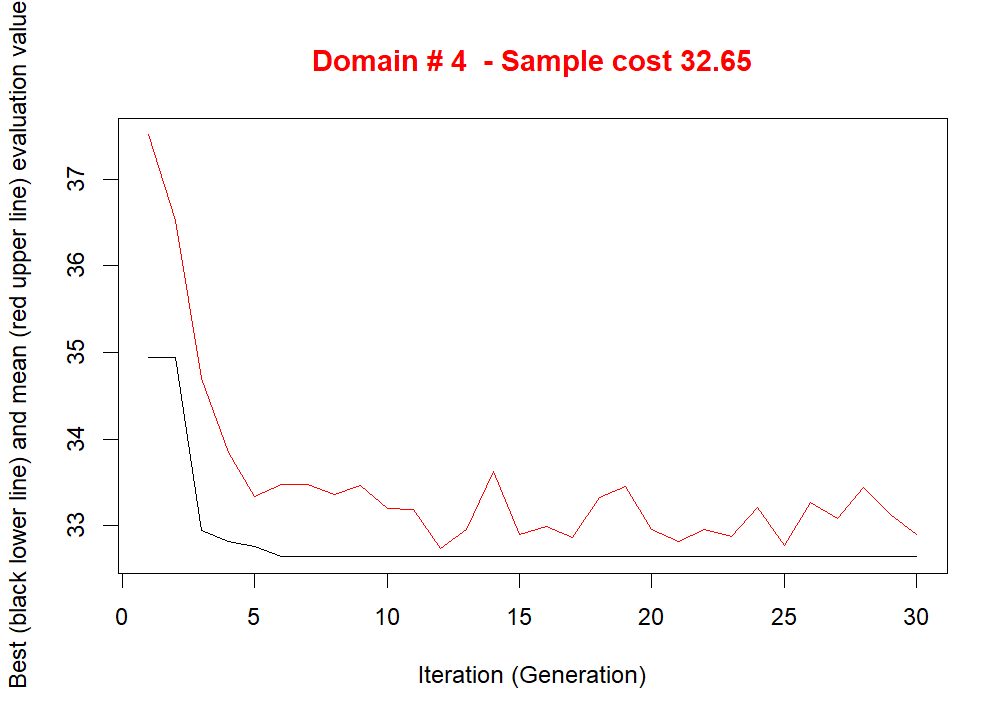 Domain # 4  - Sample cost 32.65
Best (black lower line) and mean (red upper line) evaluation value
37
36
35
34
33
0 5 10 15 20 25 30
Iteration (Generation)